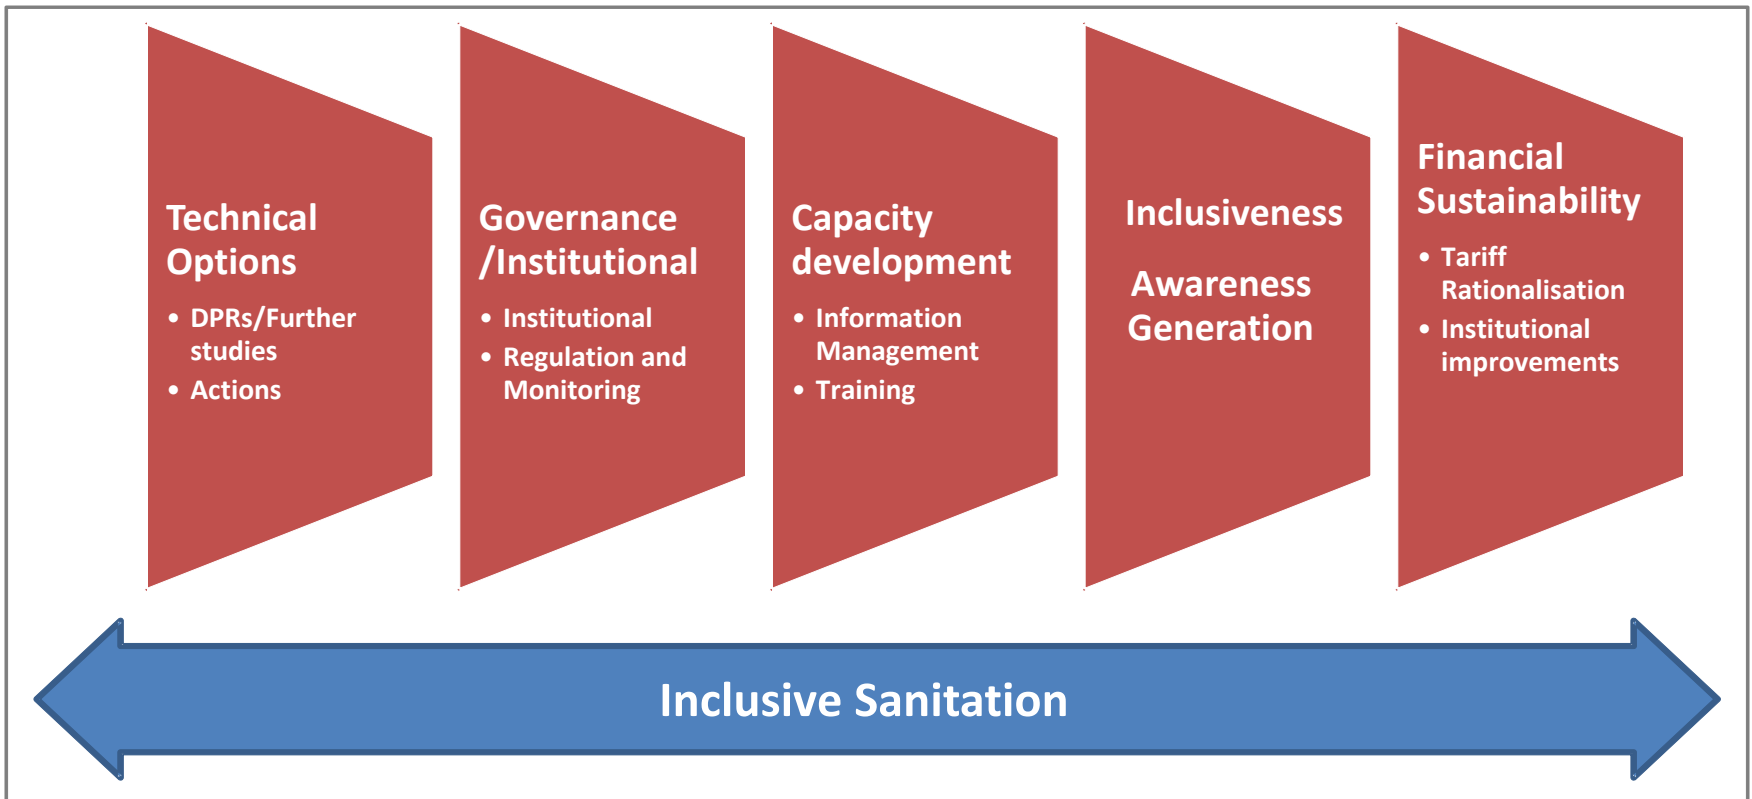 Technical
Options
• DPRs/Further
studies
• Actions
Governance
/Institutional
• Institutional
• Regulation and
Monitoring
Capacity
development
• Information
Management
• Training
Inclusiveness
Awareness
Generation
Financial
Sustainability
• Tariff
Rationalisation
• Institutional
improvements
Inclusive Sanitation